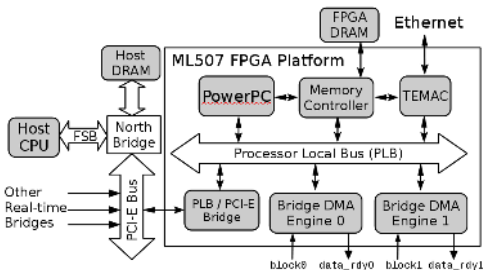 FPGA
DRAM
Ethernet
Host
DRAM
ML507 FPGA Platform
PowerPC
Memory
Controller
TEMAC
Host
CPU
FSB
North
Bridge
Processor Local Bus (PLB)
Other
Real-time
Bridges
PCI-E Bus
PLB / PCI-E
Bridge
Bridge DMA
Engine 0
Bridge DMA
Engine 1
block0
data_rdy0
block1
data_rdy1